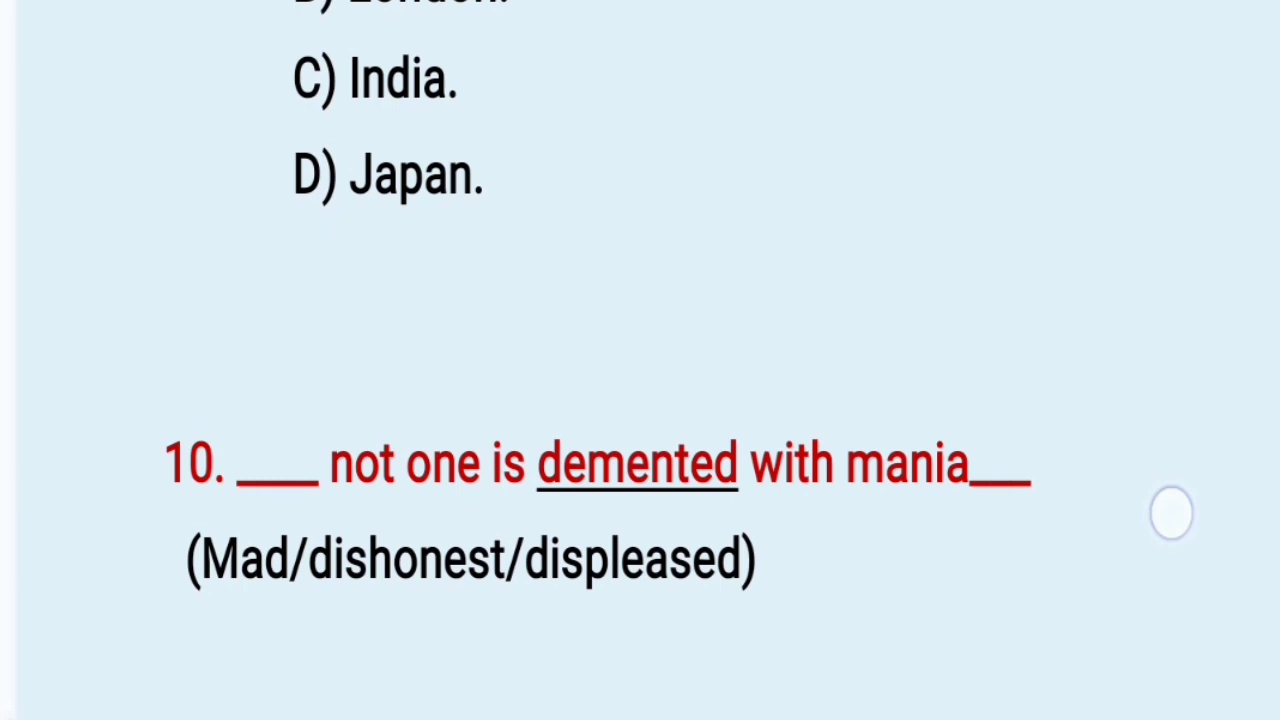 C) India.
D) Japan.
10. ____ not one is demented with mania___
(Mad/dishonest/displeased)